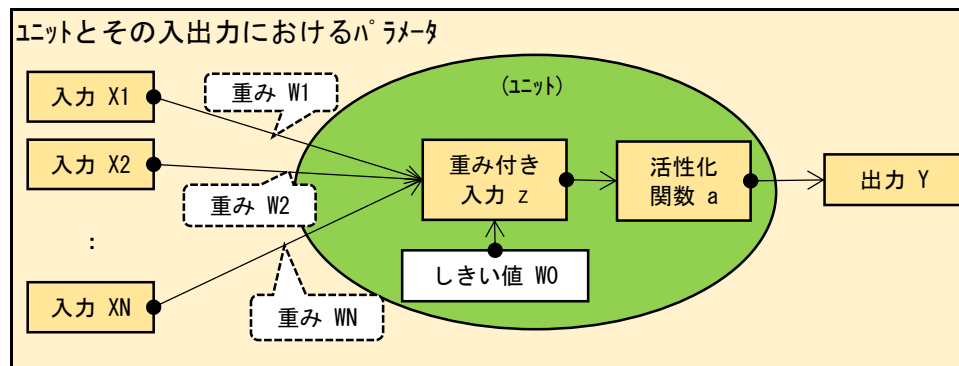 ﾕﾆｯﾄとその入出力におけるﾊﾟﾗﾒｰﾀ
入力 X1
重み W1
(ﾕﾆｯﾄ)
入力 X2
重み W2
重み付き
入力 z
活性化
関数 a
出力 Y
:
しきい値 W0
入力 XN
重み WN